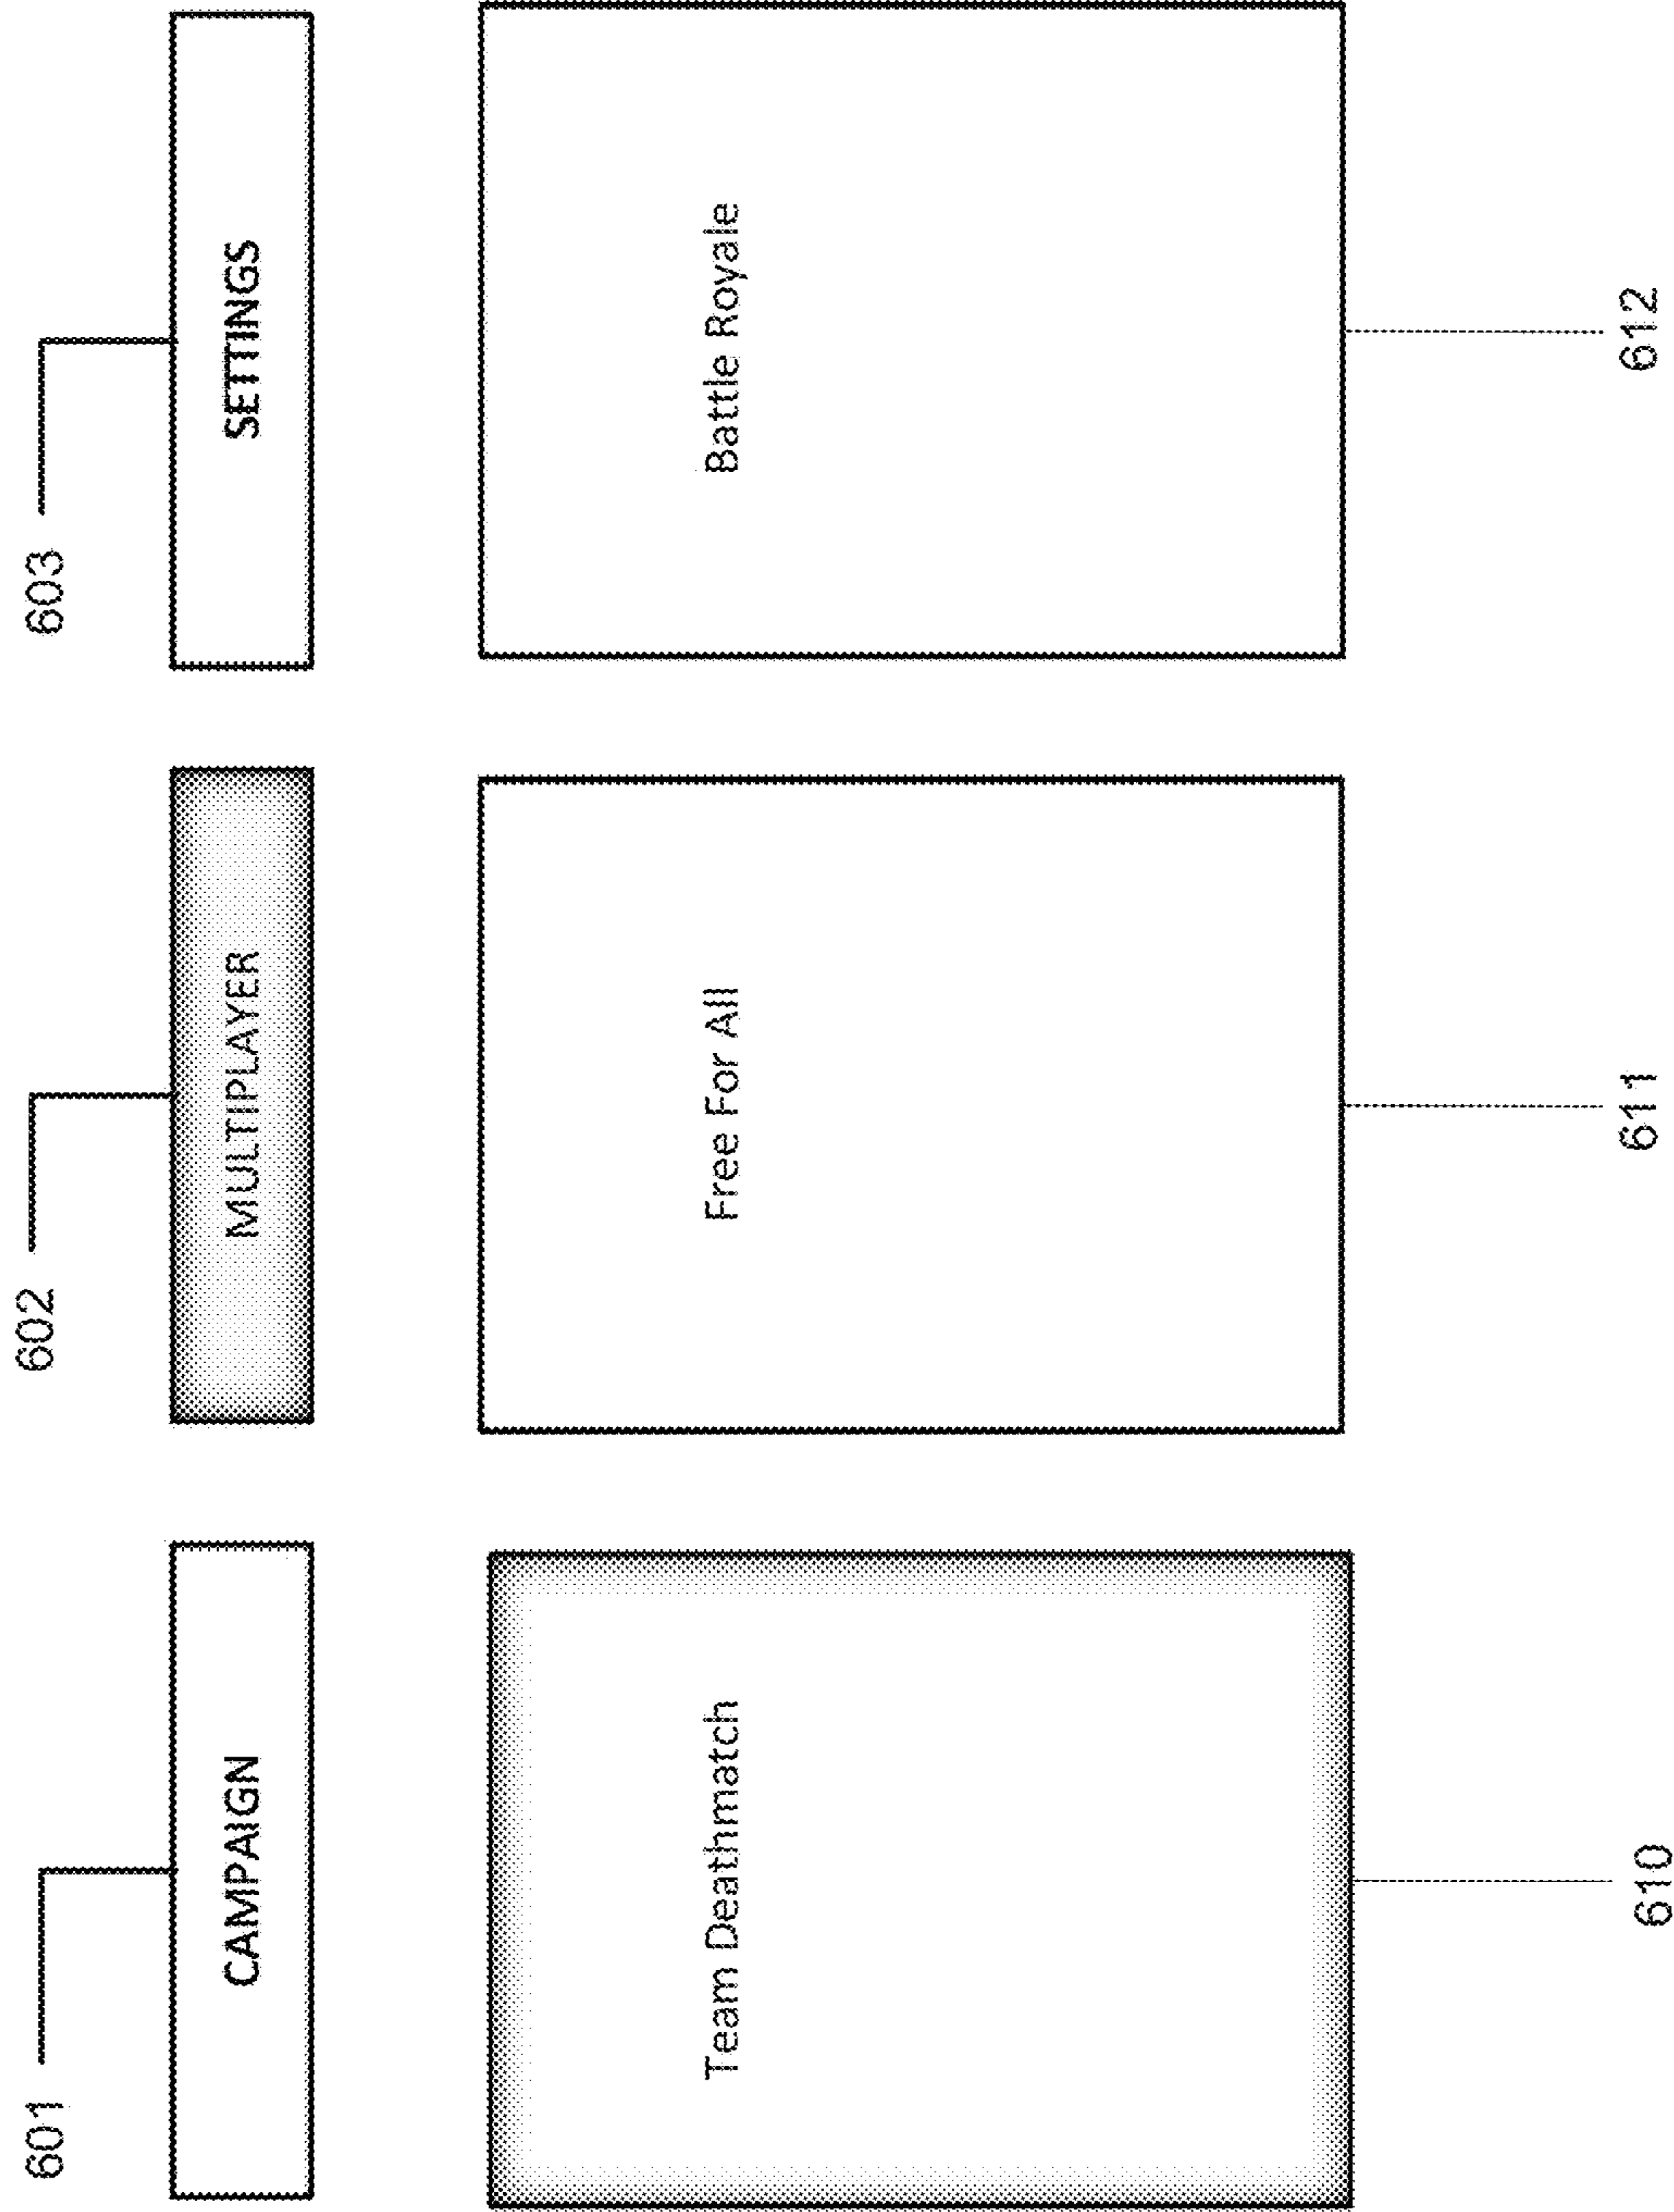 601
602
603
CAMPAIGN
MULTIPLAYER
SETTINGS
Team Deathmatch
Free For All
Battle Royale
610
611
612